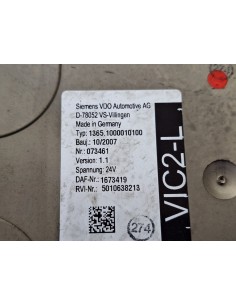 Siemens VDO Automotive AG
D-78052 VS-Villingen
Made in Germany
Typ: 1365.1000010100
Bauj.: 10/2007
Nr.: 073461
Version: 1.1
Spannung: 24V
DAF-Nr.: 1673419
RVI-Nr.: 5010638213
VIC2-L
274